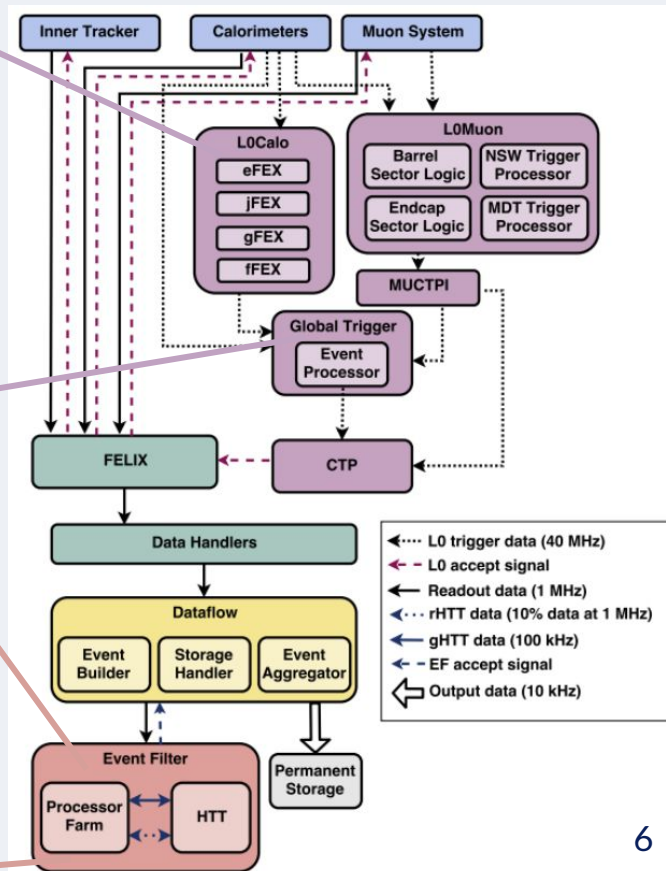 Inner Tracker
Calorimeters
Muon System
L0Calo
eFEX
jFEX
gFEX
fFEX
L0Muon
Barrel
Sector Logic
NSW Trigger
Processor
Endcap
Sector Logic
MDT Trigger
Processor
MUCTPI
Global Trigger
Event
Processor
FELIX
CTP
Data Handlers
Dataflow
Event
Builder
Storage
Handler
Event
Aggregator
L0 trigger data (40 MHz)
L0 accept signal
Readout data (1 MHz)
rHTT data (10% data at 1 MHz)
gHTT data (100 kHz)
EF accept signal
Output data (10 kHz)
Event Filter
Processor
Farm
HTT
Permanent
Storage
6